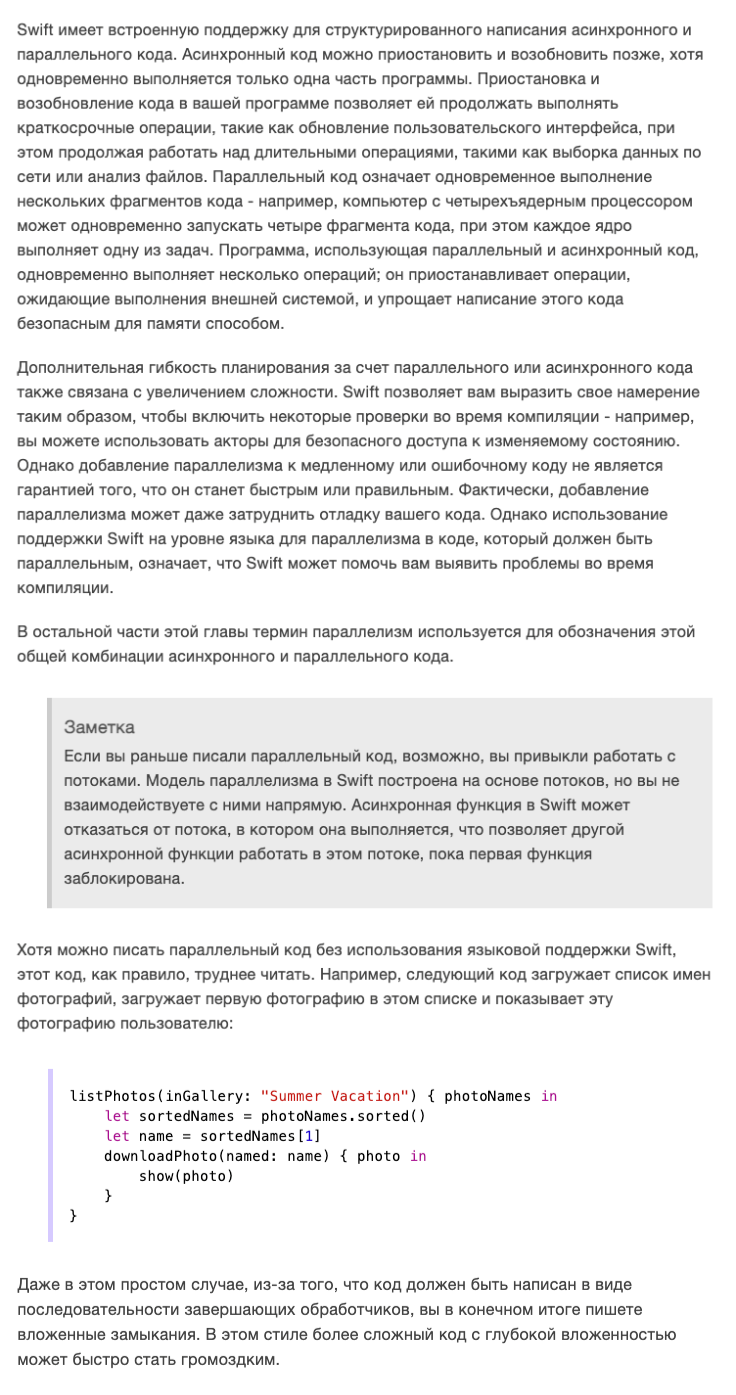 Swift имеет встроенную поддержку для структурированного написания асинхронного и
параллельного кода. Асинхронный код можно приостановить и возобновить позже, хотя
одновременно выполняется только одна часть программы. Приостановка и
возобновление кода в вашей программе позволяет ей продолжать выполнять
краткосрочные операции, такие как обновление пользовательского интерфейса, при
этом продолжая работать над длительными операциями, такими как выборка данных по
сети или анализ файлов. Параллельный код означает одновременное выполнение
нескольких фрагментов кода - например, компьютер с четырехъядерным процессором
может одновременно запускать четыре фрагмента кода, при этом каждое ядро
выполняет одну из задач. Программа, использующая параллельный и асинхронный код,
одновременно выполняет несколько операций; он приостанавливает операции,
ожидающие выполнения внешней системой, и упрощает написание этого кода
безопасным для памяти способом.
Дополнительная гибкость планирования за счет параллельного или асинхронного кода
также связана с увеличением сложности. Swift позволяет вам выразить свое намерение
таким образом, чтобы включить некоторые проверки во время компиляции - например,
вы можете использовать акторы для безопасного доступа к изменяемому состоянию.
Однако добавление параллелизма к медленному или ошибочному коду не является
гарантией того, что он станет быстрым или правильным. Фактически, добавление
параллелизма может даже затруднить отладку вашего кода. Однако использование
поддержки Swift на уровне языка для параллелизма в коде, который должен быть
параллельным, означает, что Swift может помочь вам выявить проблемы во время
компиляции.
В остальной части этой главы термин параллелизм используется для обозначения этой
общей комбинации асинхронного и параллельного кода.
Заметка
Если вы раньше писали параллельный код, возможно, вы привыкли работать с
потоками. Модель параллелизма в Swift построена на основе потоков, но вы не
взаимодействуете с ними напрямую. Асинхронная функция в Swift может
отказаться от потока, в котором она выполняется, что позволяет другой
асинхронной функции работать в этом потоке, пока первая функция
заблокирована.
Хотя можно писать параллельный код без использования языковой поддержки Swift,
этот код, как правило, труднее читать. Например, следующий код загружает список имен
фотографий, загружает первую фотографию в этом списке и показывает эту
фотографию пользователю:
listPhotos(inGallery: "Summer Vacation") { photoNames in
    let sortedNames = photoNames.sorted()
    let name = sortedNames[1]
    downloadPhoto(named: name) { photo in
        show(photo)
    }
}
Даже в этом простом случае, из-за того, что код должен быть написан в виде
последовательности завершающих обработчиков, вы в конечном итоге пишете
вложенные замыкания. В этом стиле более сложный код с глубокой вложенностью
может быстро стать громоздким.